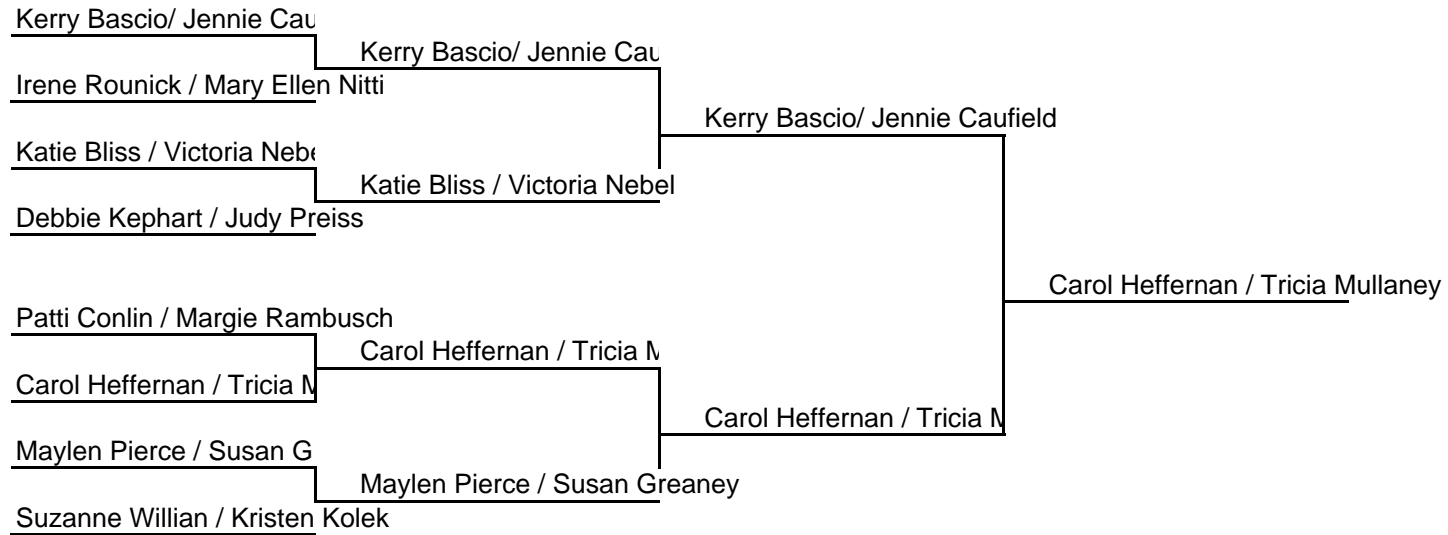 Kerry Bascio/ Jennie Cau
Kerry Bascio/ Jennie Cau
Irene Rounick / Mary Ellen Nitti
Kerry Bascio/ Jennie Caufield
Katie Bliss / Victoria Nebe
Katie Bliss / Victoria Nebel
Debbie Kephart / Judy Preiss
Carol Heffernan / Tricia Mullaney
Patti Conlin / Margie Rambusch
Carol Heffernan / Tricia M
Carol Heffernan / Tricia M
Carol Heffernan / Tricia M
Maylen Pierce / Susan G
Maylen Pierce / Susan Greaney
Suzanne Willian / Kristen Kolek